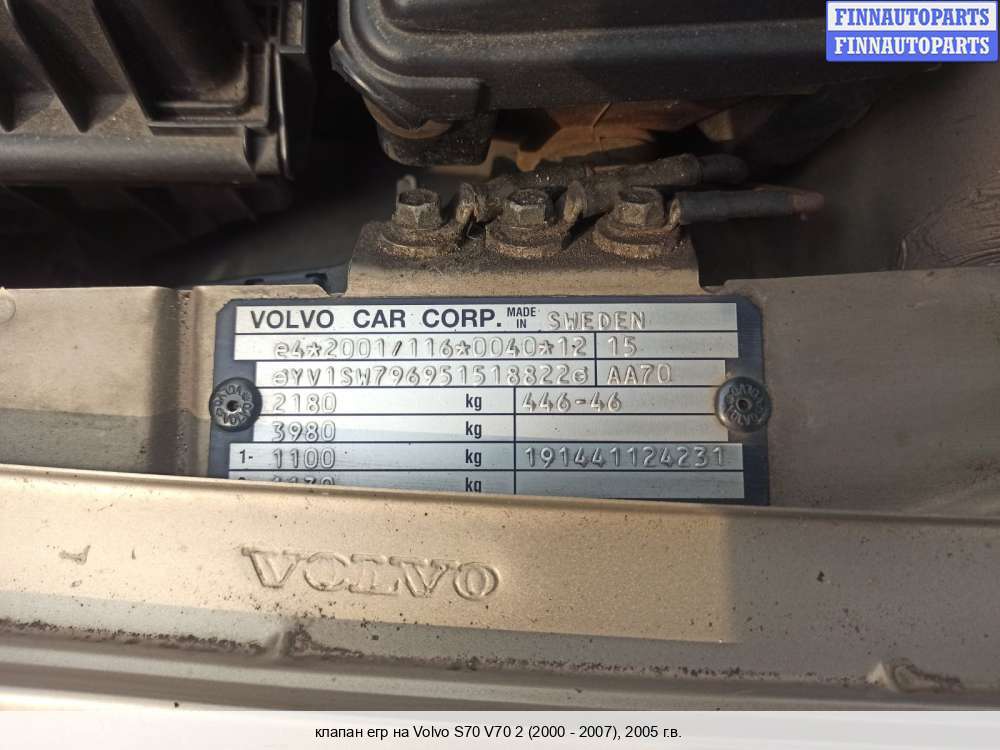 FINNAUTOPARTS
FINNAUTOPARTS
VOLVO CAR CORP. MADE IN SWEDEN
e4*2001/116*0040*12 15
YV1SW796951518822 AA70
2180 kg 446-46
3980 kg
1- 1100 kg 191441124231
kg
VOLVO
клапан егр на Volvo S70 V70 2 (2000 - 2007), 2005 г.в.